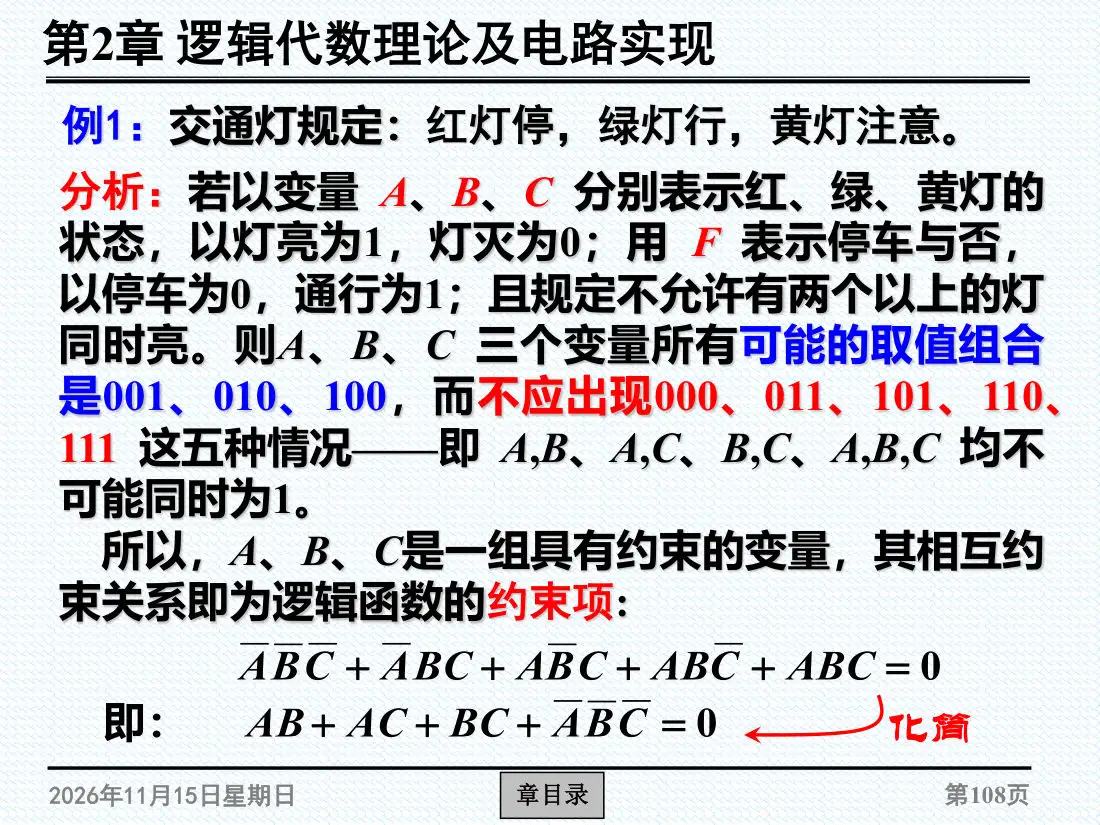 第2章 逻辑代数理论及电路实现
例1：交通灯规定：红灯停，绿灯行，黄灯注意。
分析：若以变量 A、B、C 分别表示红、绿、黄灯的
状态，以灯亮为1，灯灭为0；用 F 表示停车与否，
以停车为0，通行为1；且规定不允许有两个以上的灯
同时亮。则A、B、C 三个变量所有可能的取值组合
是001、010、100，而不应出现000、011、101、110、
111 这五种情况——即 A,B、A,C、B,C、A,B,C 均不
可能同时为1。
所以，A、B、C是一组具有约束的变量，其相互约
束关系即为逻辑函数的约束项：
A̅ B̅ C̅ + A̅ BC + AB̅ C + ABC̅ + ABC = 0
即： AB + AC + BC + A̅ B̅ C̅ = 0 化简
2026年11月15日星期日 章目录 第108页